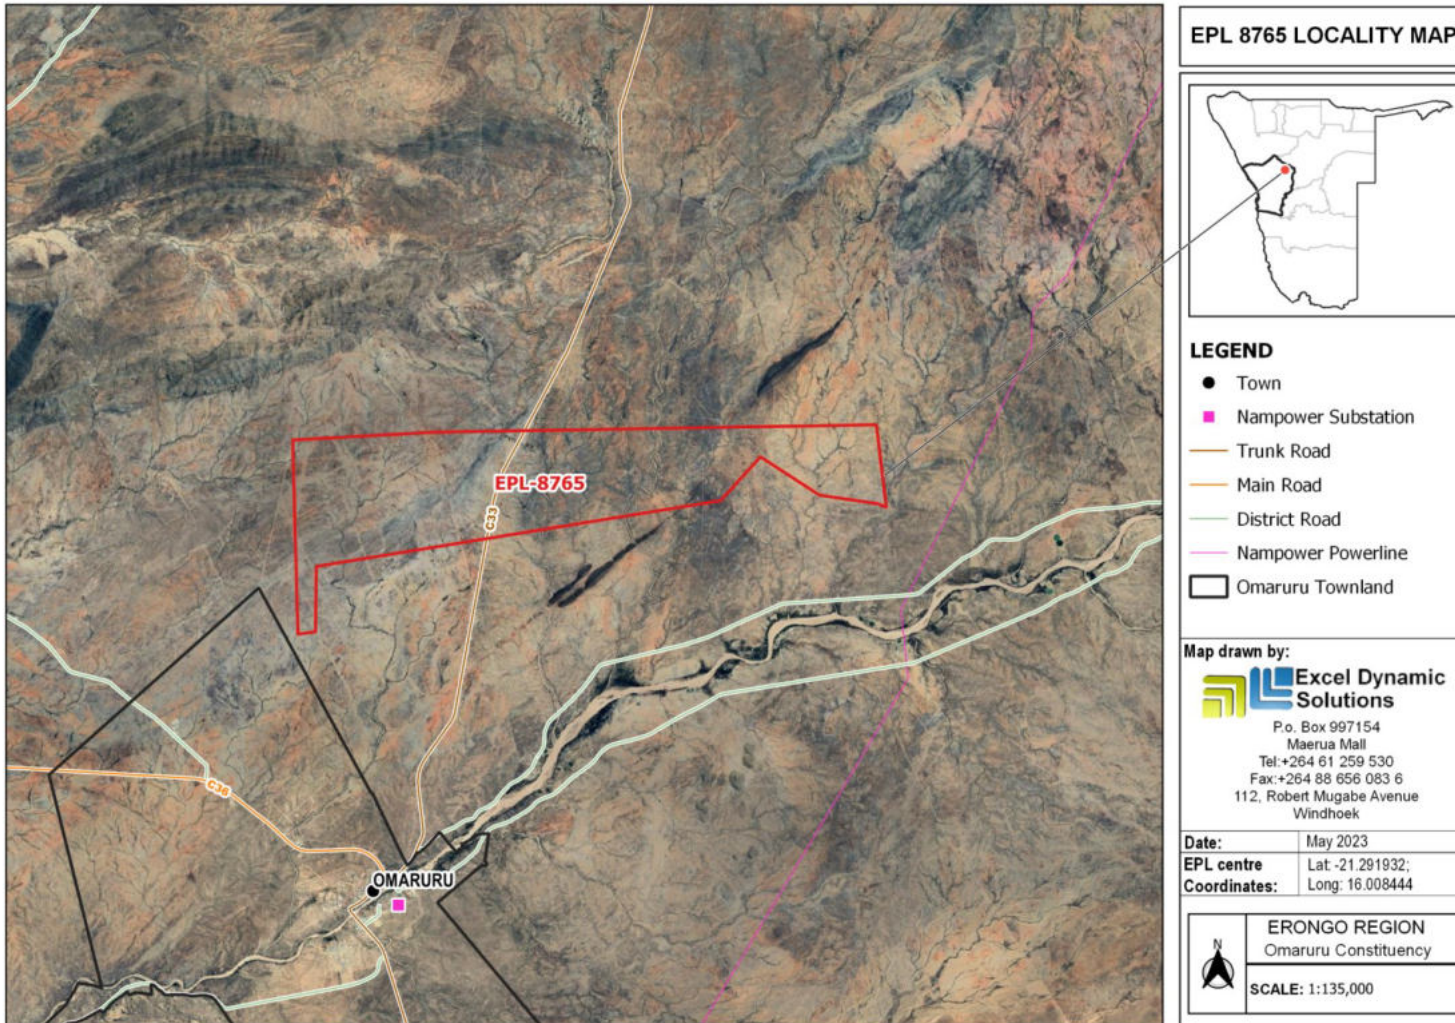 EPL 8765 LOCALITY MAP
EPL-8765
C33
C36
OMARURU
LEGEND
Town
Nampower Substation
Trunk Road
Main Road
District Road
Nampower Powerline
Omaruru Townland
Map drawn by:
Excel Dynamic
Solutions
P.o. Box 997154
Maerua Mall
Tel:+264 61 259 530
Fax:+264 88 656 083 6
112, Robert Mugabe Avenue
Windhoek
Date: May 2023
EPL centre Lat: -21.291932;
Coordinates: Long: 16.008444
N
ERONGO REGION
Omaruru Constituency
SCALE: 1:135,000